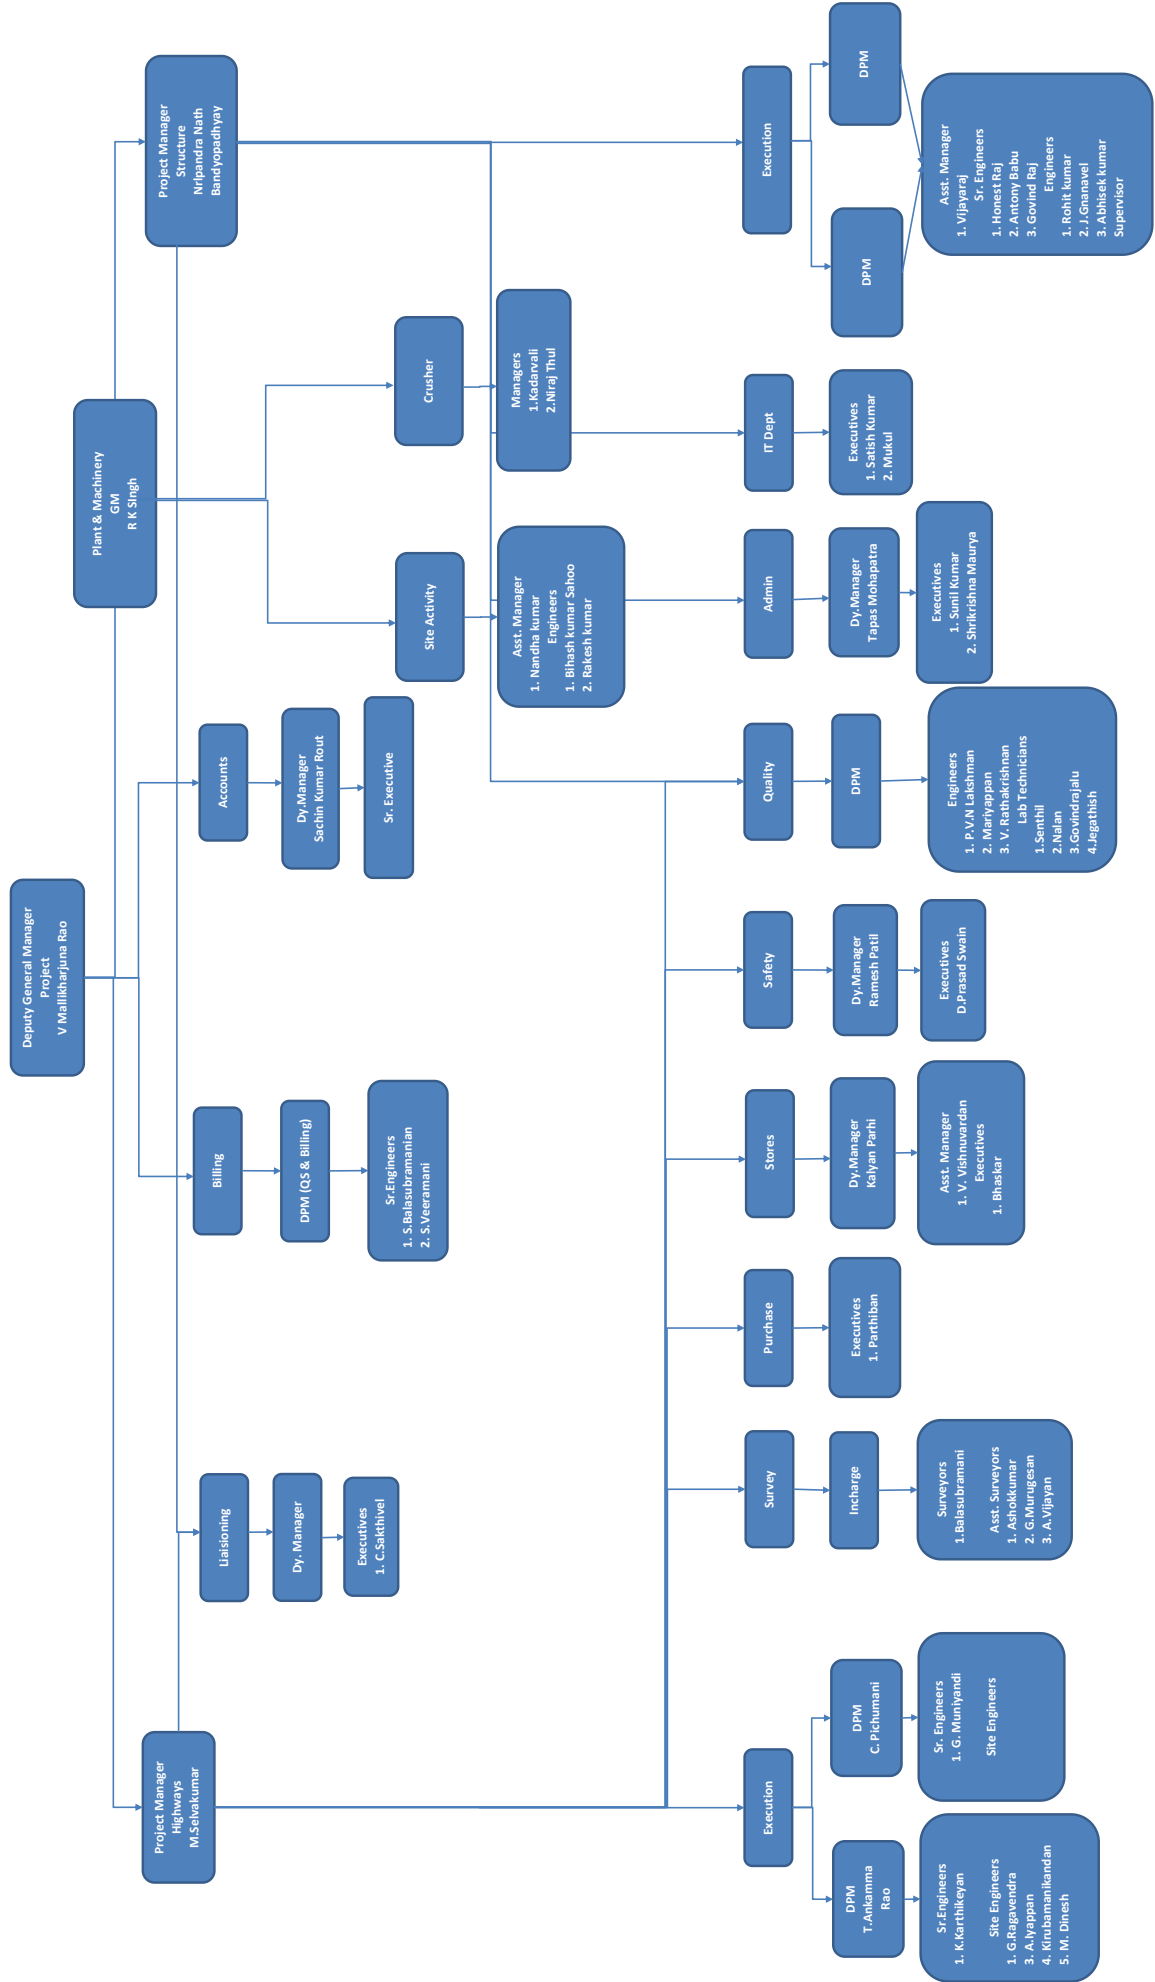 Deputy General Manager
Project
V Mallikharjuna Rao
Plant & Machinery
GM
R K SIngh
Project Manager
Highways
M.Selvakumar
Project Manager
Structure
Nripandra Nath
Bandyopadhyay
Liaisioning
Dy. Manager
Executives
1. C.Sakthivel
Billing
DPM (QS & Billing)
Sr.Engineers
1. S.Balasubramanian
2. S.Veeramani
Accounts
Dy.Manager
Sachin Kumar Rout
Sr. Executive
Site Activity
Asst. Manager
1. Nandha kumar
Engineers
1. Bihash kumar Sahoo
2. Rakesh kumar
Crusher
Managers
1.Kadarvali
2.Niraj Thul
Execution
DPM
T.Ankamma
Rao
Sr.Engineers
1. K.Karthikeyan
Site Engineers
1. G.Ragavendra
3. A.Iyappan
4. Kirubamanikandan
5. M. Dinesh
DPM
C. Pichumani
Sr. Engineers
1. G. Muniyandi
Site Engineers
Survey
Incharge
Surveyors
1.Balasubramani
Asst. Surveyors
1. Ashokkumar
2. G.Murugesan
3. A.Vijayan
Purchase
Executives
1. Parthiban
Stores
Dy.Manager
Kalyan Parhi
Asst. Manager
1. V. Vishnuvardan
Executives
1. Bhaskar
Safety
Dy.Manager
Ramesh Patil
Executives
D.Prasad Swain
Quality
DPM
Engineers
1. P.V.N Lakshman
2. Mariyappan
3. V. Rathakrishnan
Lab Technicians
1.Senthil
2.Nalan
3.Govindrajalu
4.Jegathish
Admin
Dy.Manager
Tapas Mohapatra
Executives
1. Sunil Kumar
2. Shrikrishna Maurya
IT Dept
Executives
1. Satish Kumar
2. Mukul
Execution
DPM
DPM
Asst. Manager
1. Vijayaraj
Sr. Engineers
1. Honest Raj
2. Antony Babu
3. Govind Raj
Engineers
1. Rohit kumar
2. J.Gnanavel
3. Abhisek kumar
Supervisor